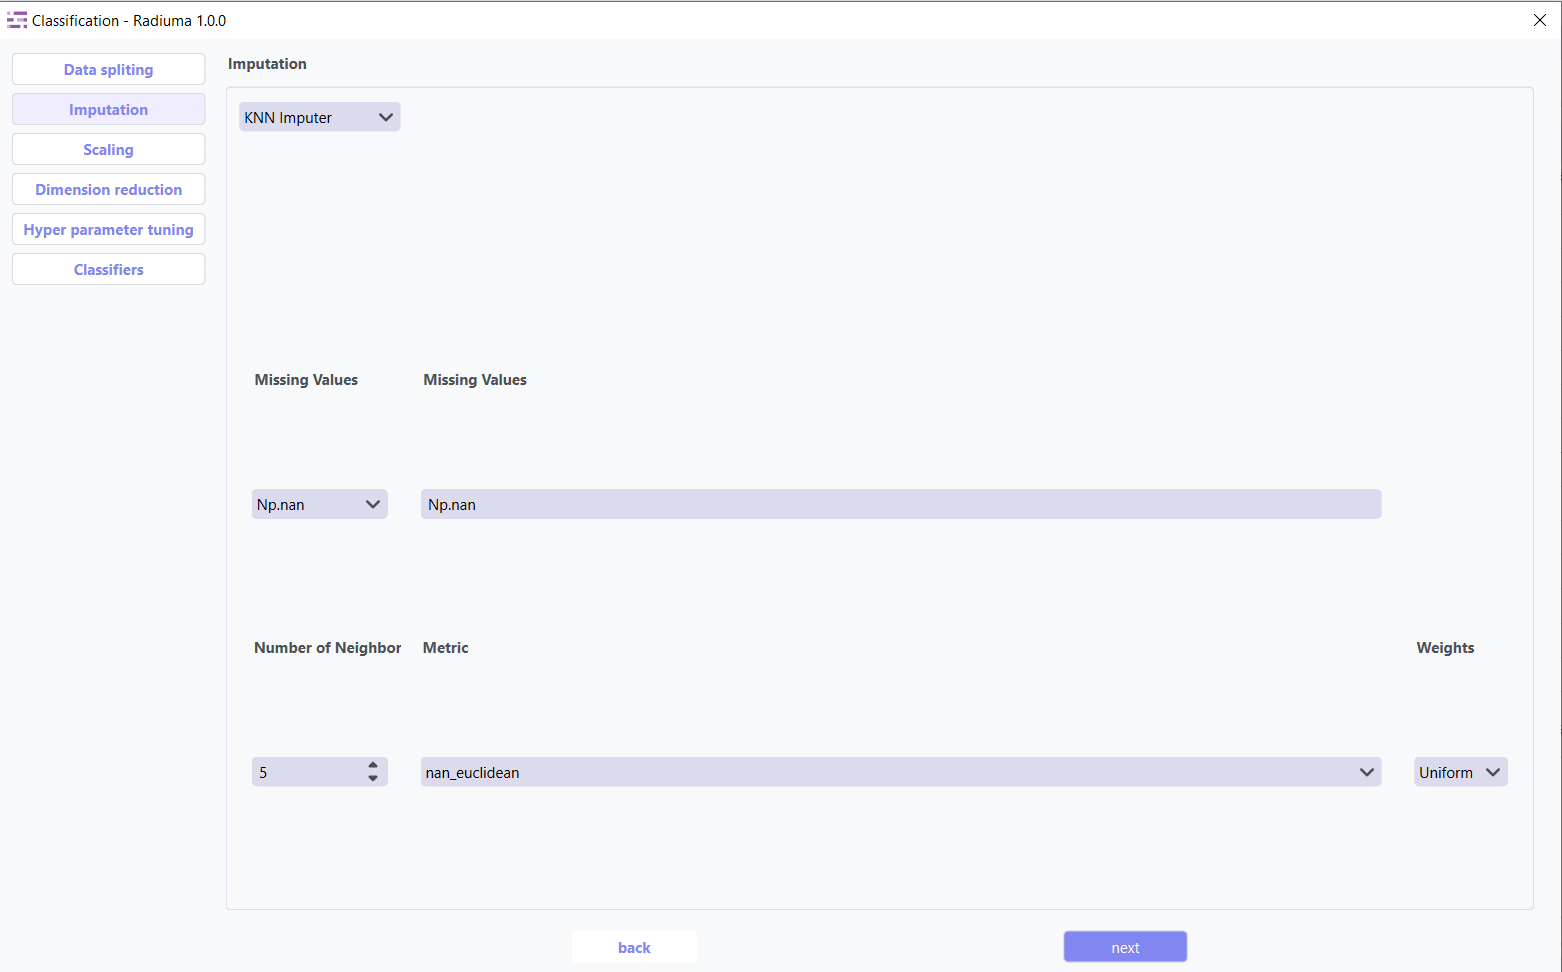 Classification - Radiuma 1.0.0
Data spliting
Imputation
Scaling
Dimension reduction
Hyper parameter tuning
Classifiers
Imputation
KNN Imputer
Missing Values Missing Values
Np.nan Np.nan
Number of Neighbor Metric Weights
5 nan_euclidean Uniform
back next